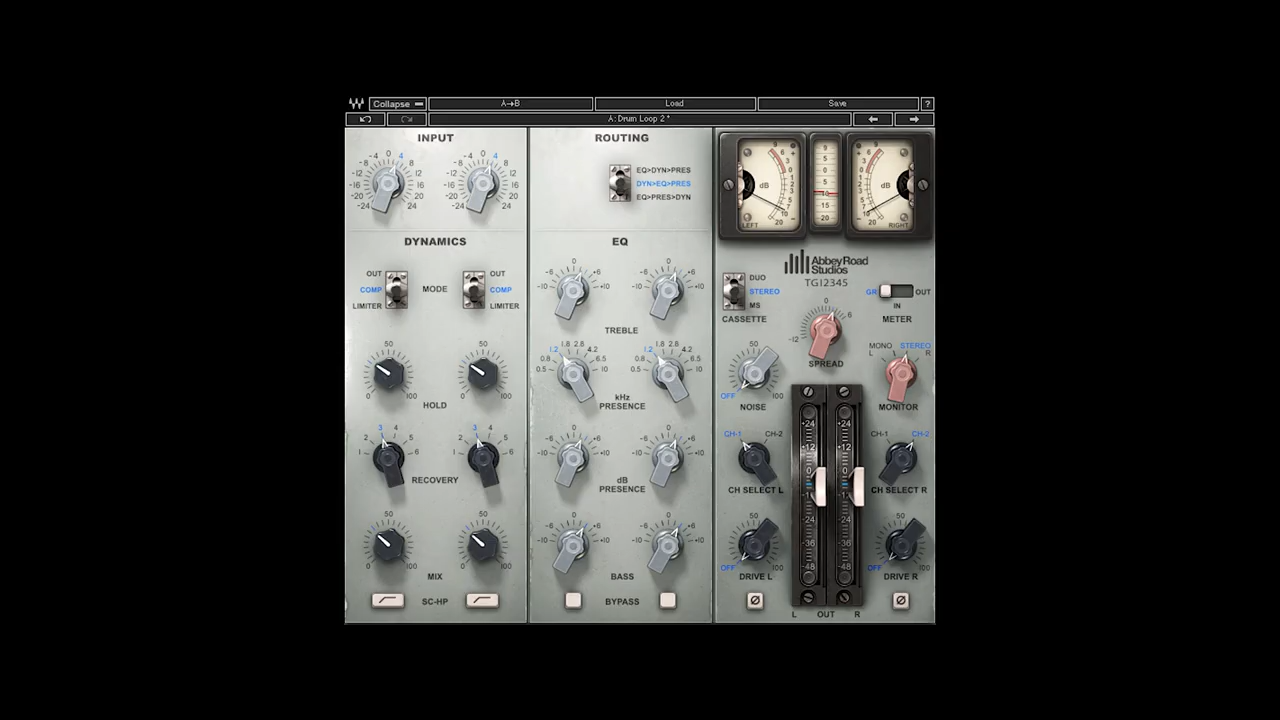 Collapse
A→B
Load
Save
?
A: Drum Loop 2 *
INPUT
-24 -20 -16 -12 -8 -4 0 4 8 12 16 20 24
-24 -20 -16 -12 -8 -4 0 4 8 12 16 20 24
DYNAMICS
OUT
COMP
LIMITER
MODE
OUT
COMP
LIMITER
0 50 100
0 50 100
HOLD
1 2 3 4 5 6
1 2 3 4 5 6
RECOVERY
0 50 100
0 50 100
MIX
SC-HP
ROUTING
EQ>DYN>PRES
DYN>EQ>PRES
EQ>PRES>DYN
EQ
-10 -6 0 +6 +10
-10 -6 0 +6 +10
TREBLE
0.5 0.8 1.2 1.8 2.8 4.2 6.5 10
0.5 0.8 1.2 1.8 2.8 4.2 6.5 10
kHz
PRESENCE
-10 -6 0 +6 +10
-10 -6 0 +6 +10
dB
PRESENCE
-10 -6 0 +6 +10
-10 -6 0 +6 +10
BASS
BYPASS
dB
LEFT
9
5
0
5
10
15
20
dB
RIGHT
Abbey Road
Studios
TG12345
DUO
STEREO
MS
CASSETTE
GR
OUT
IN
METER
-12 0 6
SPREAD
OFF 50 100
NOISE
MONO
STEREO
L R
MONITOR
CH-1 CH-2
CH SELECT L
CH-1 CH-2
CH SELECT R
OFF 50 100
DRIVE L
OFF 50 100
DRIVE R
+24 +24
+12 +12
0 0
-12 -12
-24 -24
-36 -36
-48 -48
Ø
Ø
L OUT R